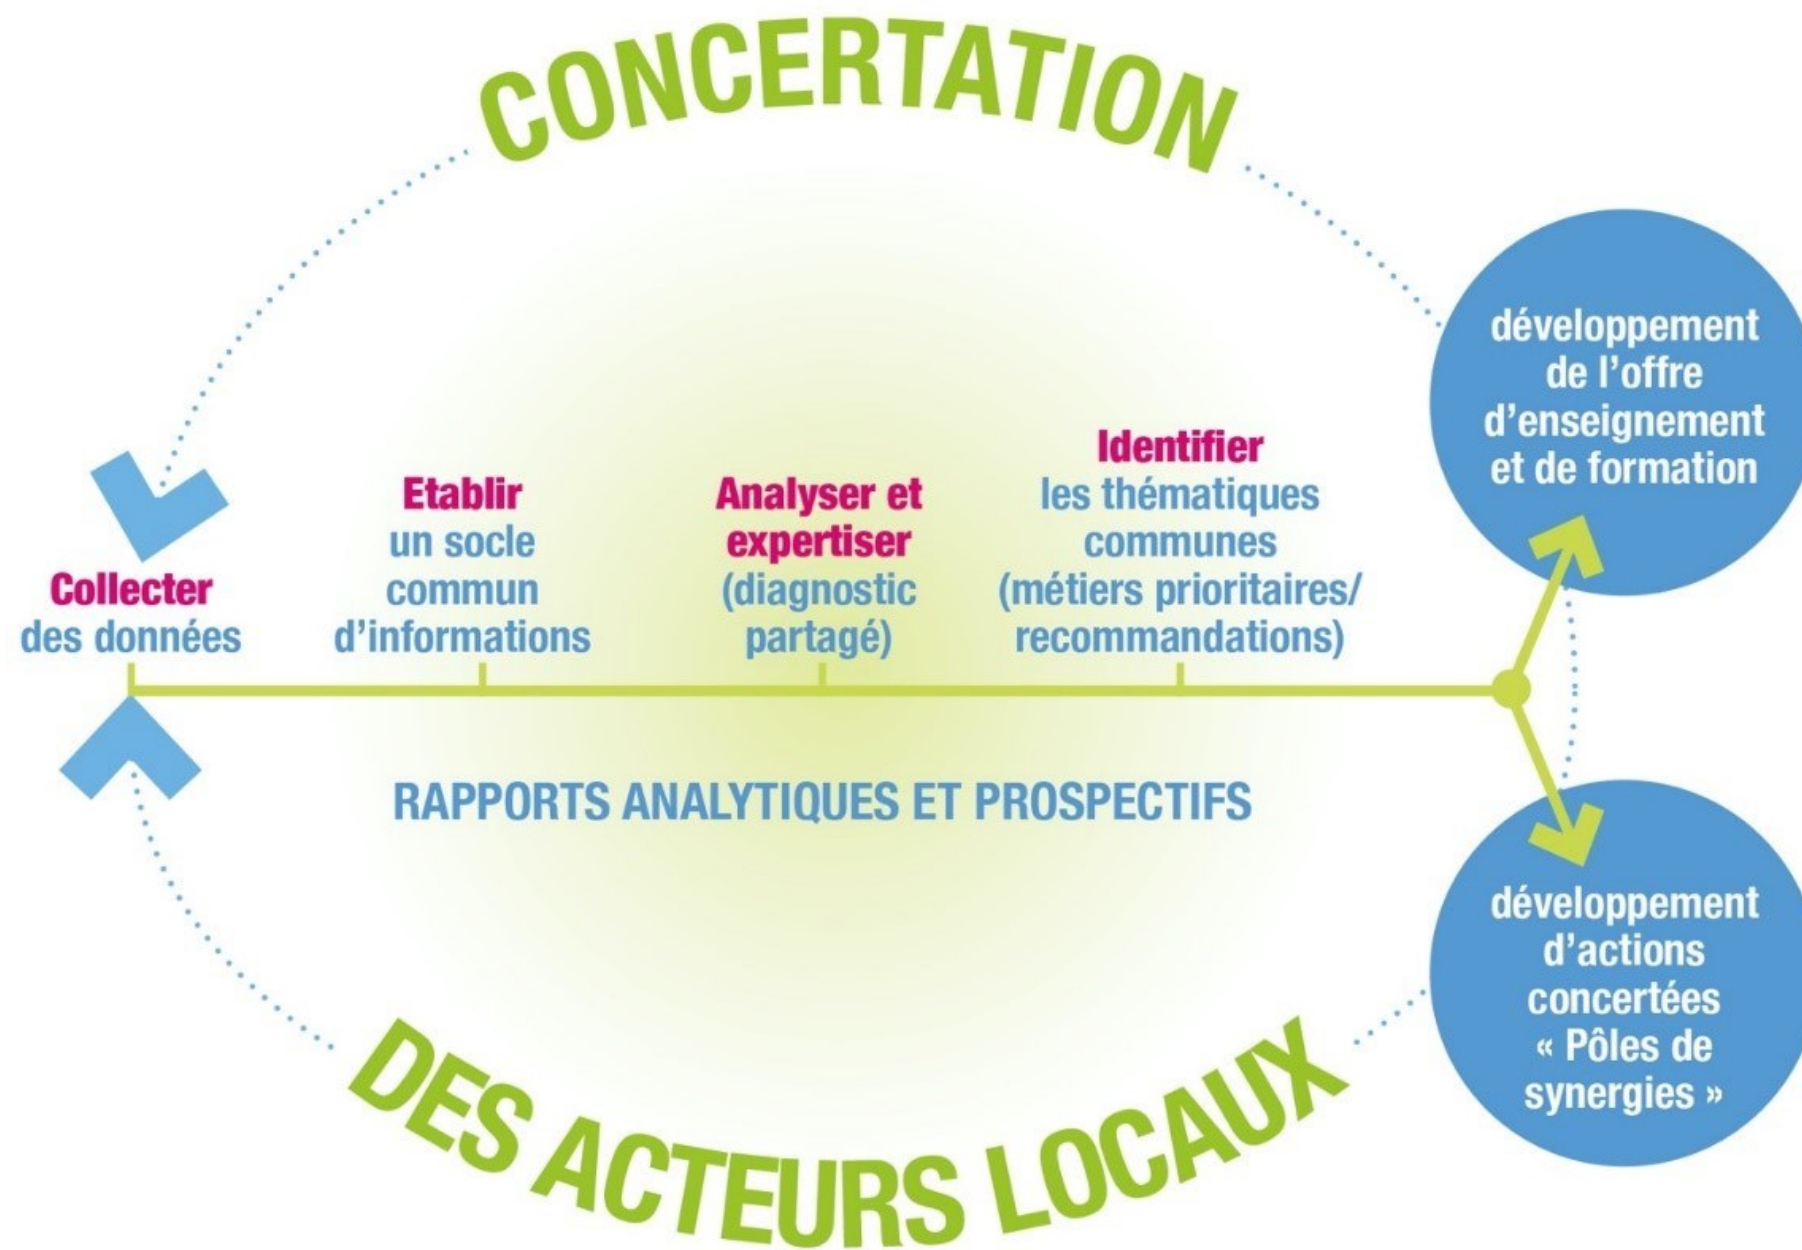 CONCERTATION
Collecter
des données
Etablir
un socle
commun
d'informations
Analyser et
expertiser
(diagnostic
partagé)
Identifier
les thématiques
communes
(métiers prioritaires/
recommandations)
développement
de l'offre
d'enseignement
et de formation
RAPPORTS ANALYTIQUES ET PROSPECTIFS
développement
d'actions
concertées
« Pôles de
synergies »
DES ACTEURS LOCAUX